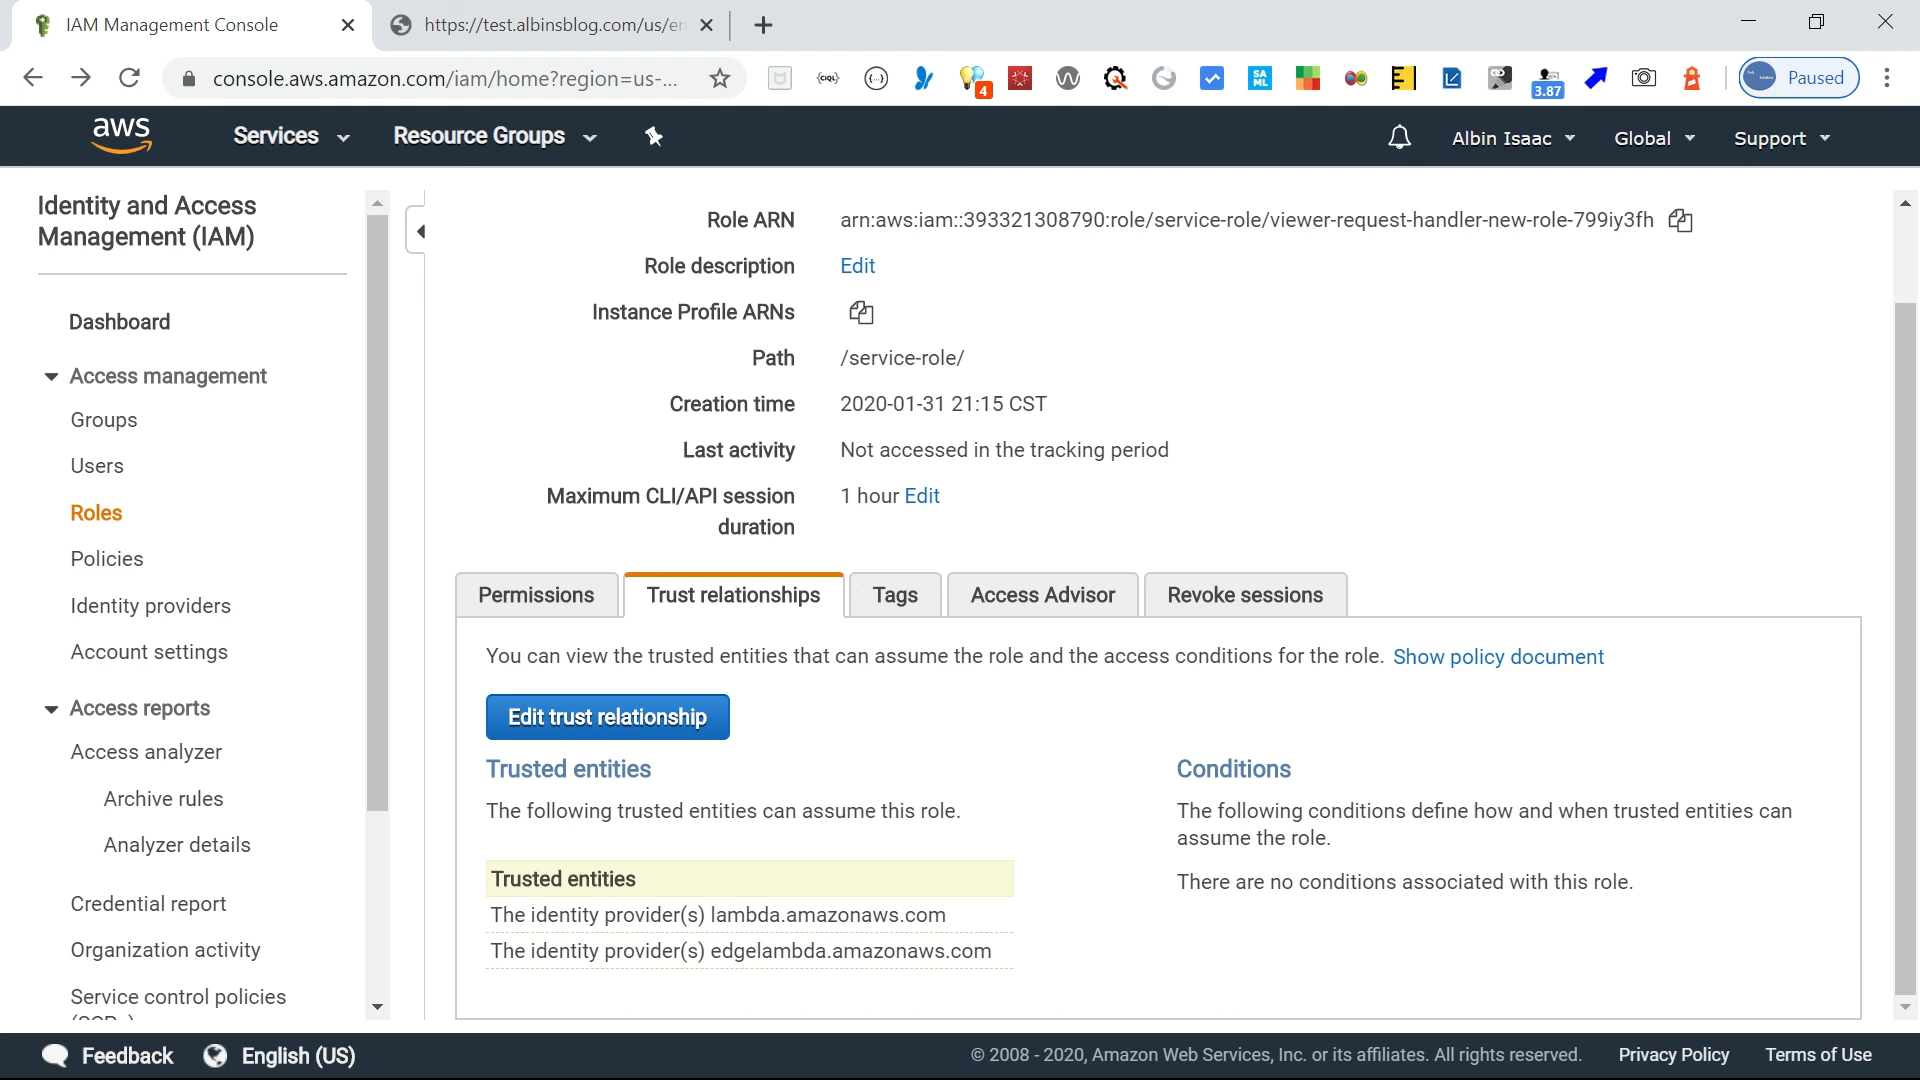 IAM Management Console
https://test.albinsblog.com/us/en
console.aws.amazon.com/iam/home?region=us-...
CIQL
4
SA
ML
3.87
Paused
aws
Services
Resource Groups
Albin Isaac
Global
Support
Identity and Access
Management (IAM)
Dashboard
Access management
Groups
Users
Roles
Policies
Identity providers
Account settings
Access reports
Access analyzer
Archive rules
Analyzer details
Credential report
Organization activity
Service control policies
Role ARN arn:aws:iam::393321308790:role/service-role/viewer-request-handler-new-role-799iy3fh
Role description Edit
Instance Profile ARNs
Path /service-role/
Creation time 2020-01-31 21:15 CST
Last activity Not accessed in the tracking period
Maximum CLI/API session 1 hour Edit
duration
Permissions
Trust relationships
Tags
Access Advisor
Revoke sessions
You can view the trusted entities that can assume the role and the access conditions for the role. Show policy document
Edit trust relationship
Trusted entities
The following trusted entities can assume this role.
Trusted entities
The identity provider(s) lambda.amazonaws.com
The identity provider(s) edgelambda.amazonaws.com
Conditions
The following conditions define how and when trusted entities can
assume the role.
There are no conditions associated with this role.
Feedback
English (US)
© 2008 - 2020, Amazon Web Services, Inc. or its affiliates. All rights reserved.
Privacy Policy
Terms of Use